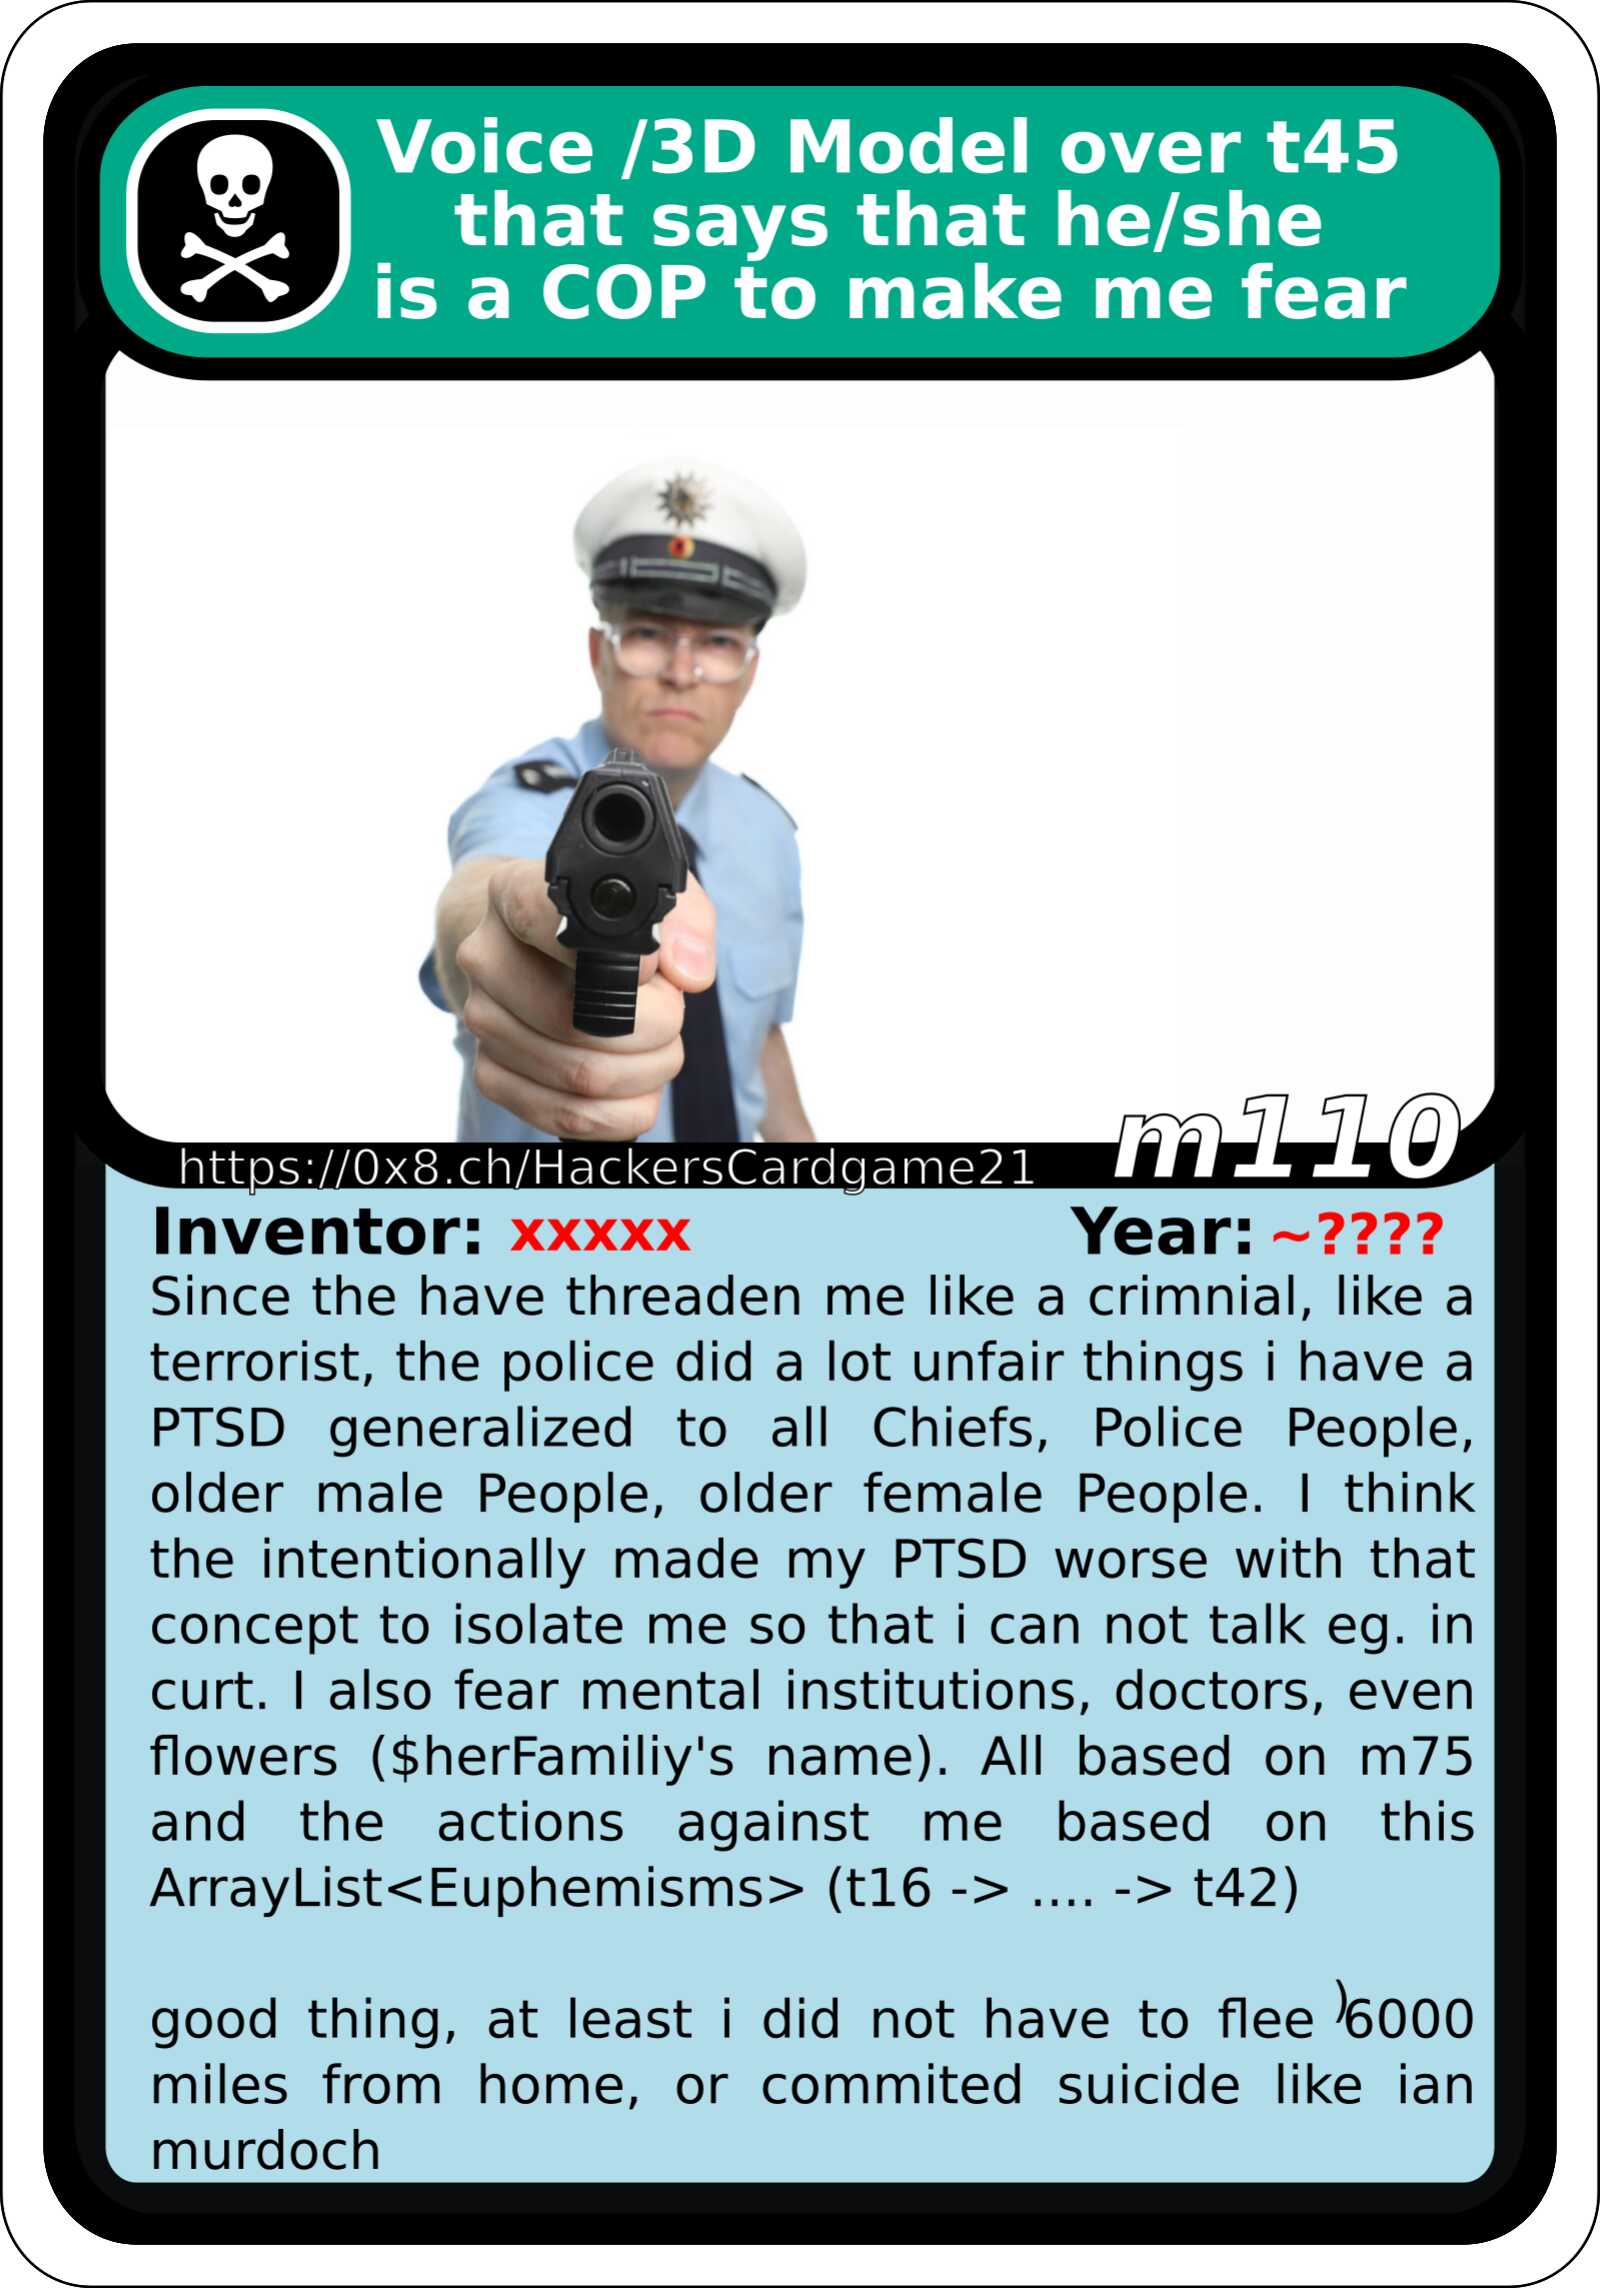 Voice /3D Model over t45
that says that he/she
is a COP to make me fear
m110
https://0x8.ch/HackersCardgame21
Inventor: xxxxx Year: ~????
Since the have threaden me like a crimnial, like a
terrorist, the police did a lot unfair things i have a
PTSD generalized to all Chiefs, Police People,
older male People, older female People. I think
the intentionally made my PTSD worse with that
concept to isolate me so that i can not talk eg. in
curt. I also fear mental institutions, doctors, even
flowers ($herFamiliy's name). All based on m75
and the actions against me based on this
ArrayList<Euphemisms> (t16 -> .... -> t42)
good thing, at least i did not have to flee )6000
miles from home, or commited suicide like ian
murdoch